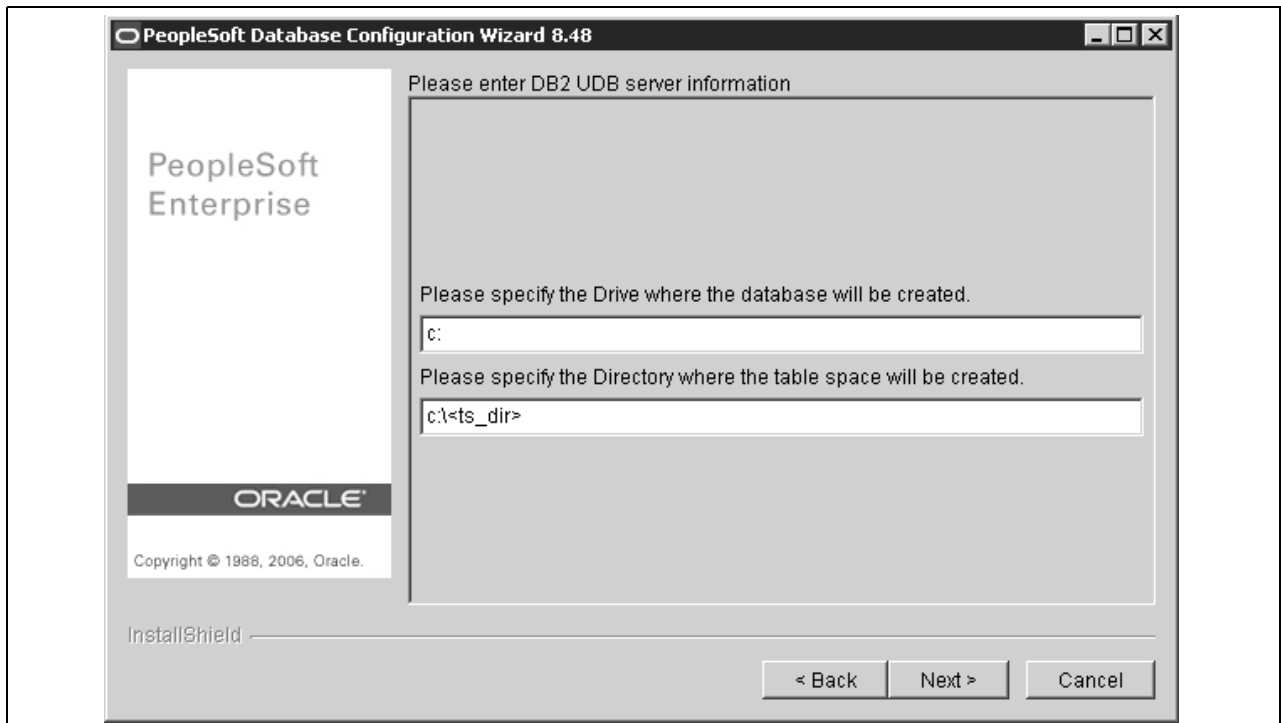 PeopleSoft Database Configuration Wizard 8.48
Please enter DB2 UDB server information
PeopleSoft
Enterprise
Please specify the Drive where the database will be created.
c:
Please specify the Directory where the table space will be created.
c:\<ts_dir>
ORACLE
Copyright © 1988, 2006, Oracle.
InstallShield
< Back
Next >
Cancel